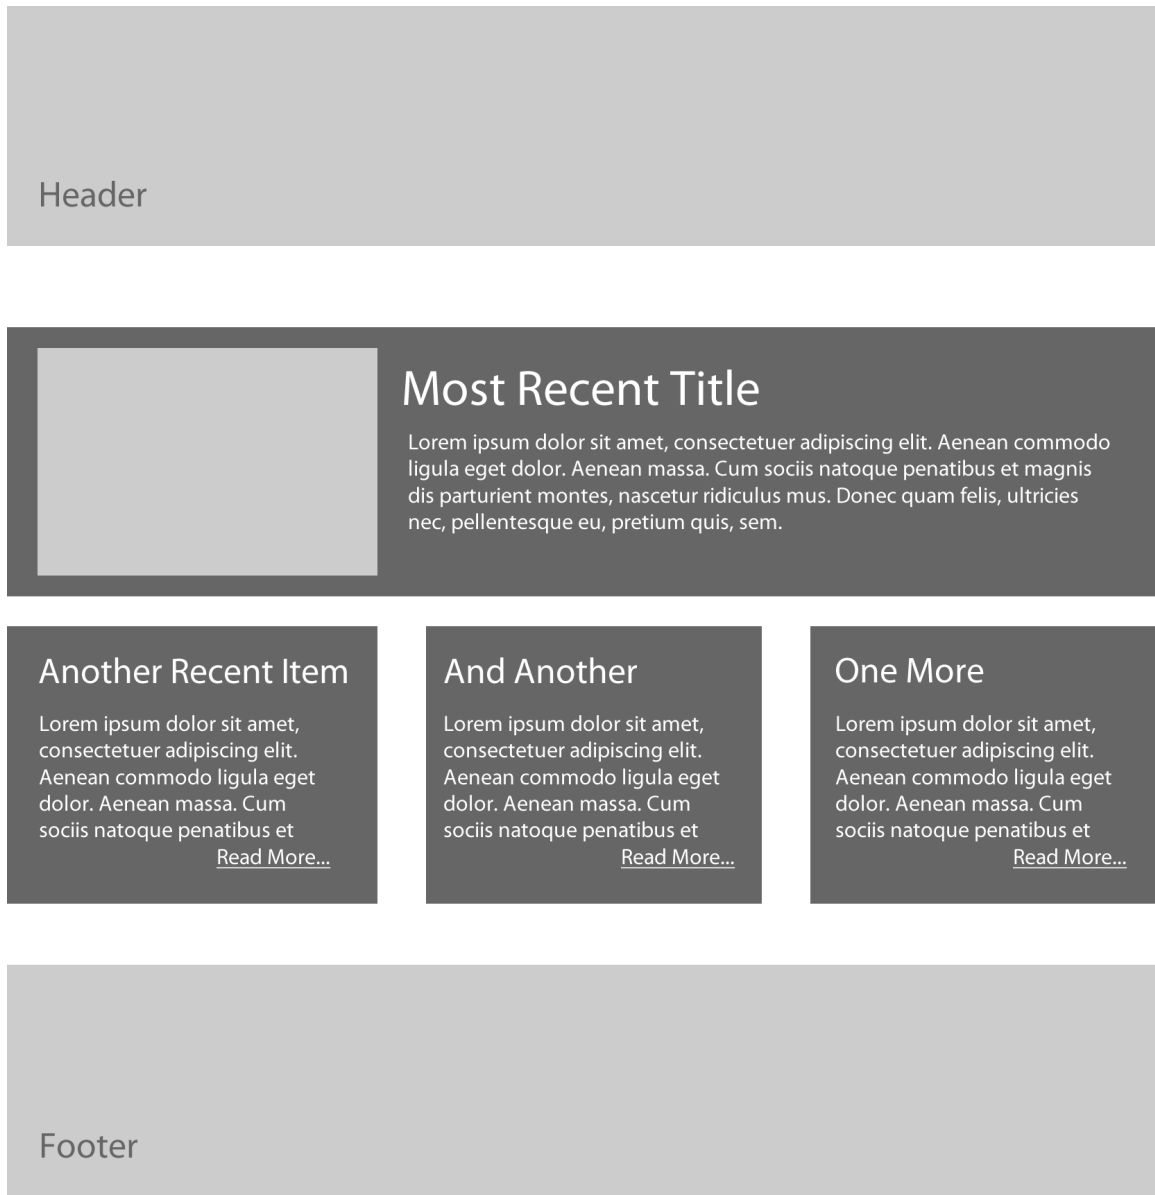 Header
Most Recent Title
Lorem ipsum dolor sit amet, consectetuer adipiscing elit. Aenean commodo
ligula eget dolor. Aenean massa. Cum sociis natoque penatibus et magnis
dis parturient montes, nascetur ridiculus mus. Donec quam felis, ultricies
nec, pellentesque eu, pretium quis, sem.
Another Recent Item
Lorem ipsum dolor sit amet,
consectetuer adipiscing elit.
Aenean commodo ligula eget
dolor. Aenean massa. Cum
sociis natoque penatibus et
Read More...
And Another
Lorem ipsum dolor sit amet,
consectetuer adipiscing elit.
Aenean commodo ligula eget
dolor. Aenean massa. Cum
sociis natoque penatibus et
Read More...
One More
Lorem ipsum dolor sit amet,
consectetuer adipiscing elit.
Aenean commodo ligula eget
dolor. Aenean massa. Cum
sociis natoque penatibus et
Read More...
Footer